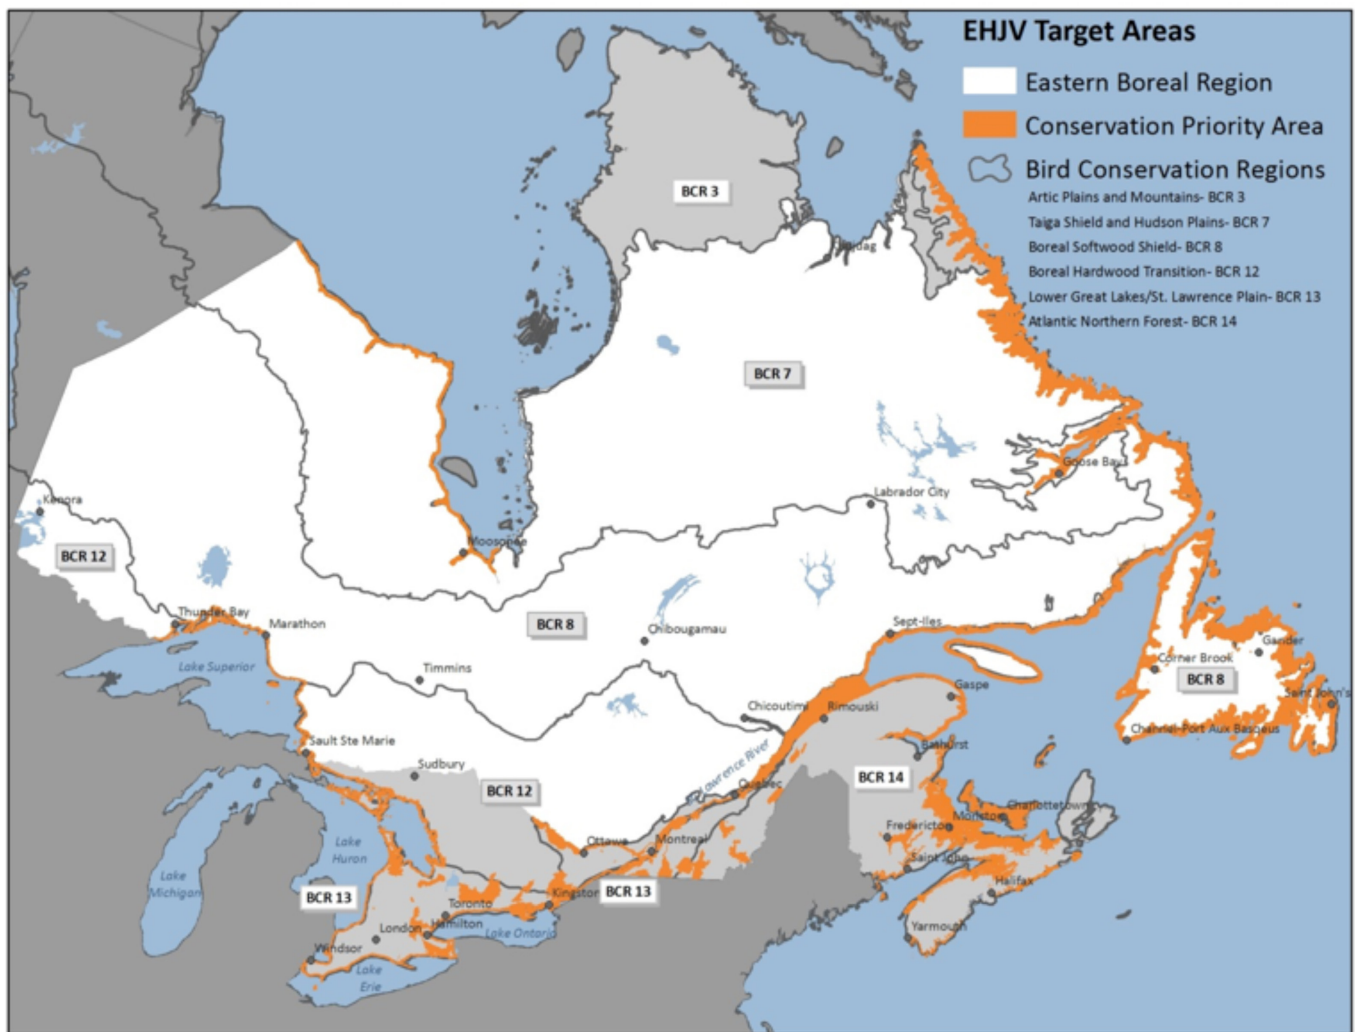 EHJV Target Areas
Eastern Boreal Region
Conservation Priority Area
Bird Conservation Regions
Artic Plains and Mountains- BCR 3
Taiga Shield and Hudson Plains- BCR 7
Boreal Softwood Shield- BCR 8
Boreal Hardwood Transition- BCR 12
Lower Great Lakes/St. Lawrence Plain- BCR 13
Atlantic Northern Forest- BCR 14
BCR 3
BCR 7
Goose Bay
Labrador City
Kenora
Moosonee
BCR 12
Thunder Bay
Marathon
BCR 8
Chibougamau
Sept-Iles
Gander
Corner Brook
BCR 8
Lake Superior
Timmins
Gaspe
Saint John's
Chicoutimi
Rimouski
Channel-Port Aux Basqeus
Sault Ste Marie
Sudbury
Lawrence River
Bathurst
BCR 14
BCR 12
Quebec
Charlottetown
Moncton
Fredericton
Lake
Huron
Ottawa
Montreal
Saint John
Lake
Michigan
Halifax
BCR 13
Kingston
BCR 13
Toronto
London
Hamilton
Lake Ontario
Yarmouth
Windsor
Lake
Erie